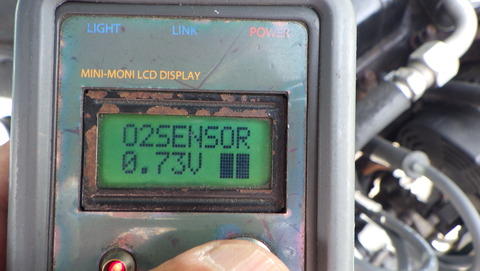 LIGHT LINK POWER
MINI-MONI LCD DISPLAY
O2SENSOR
0.73V